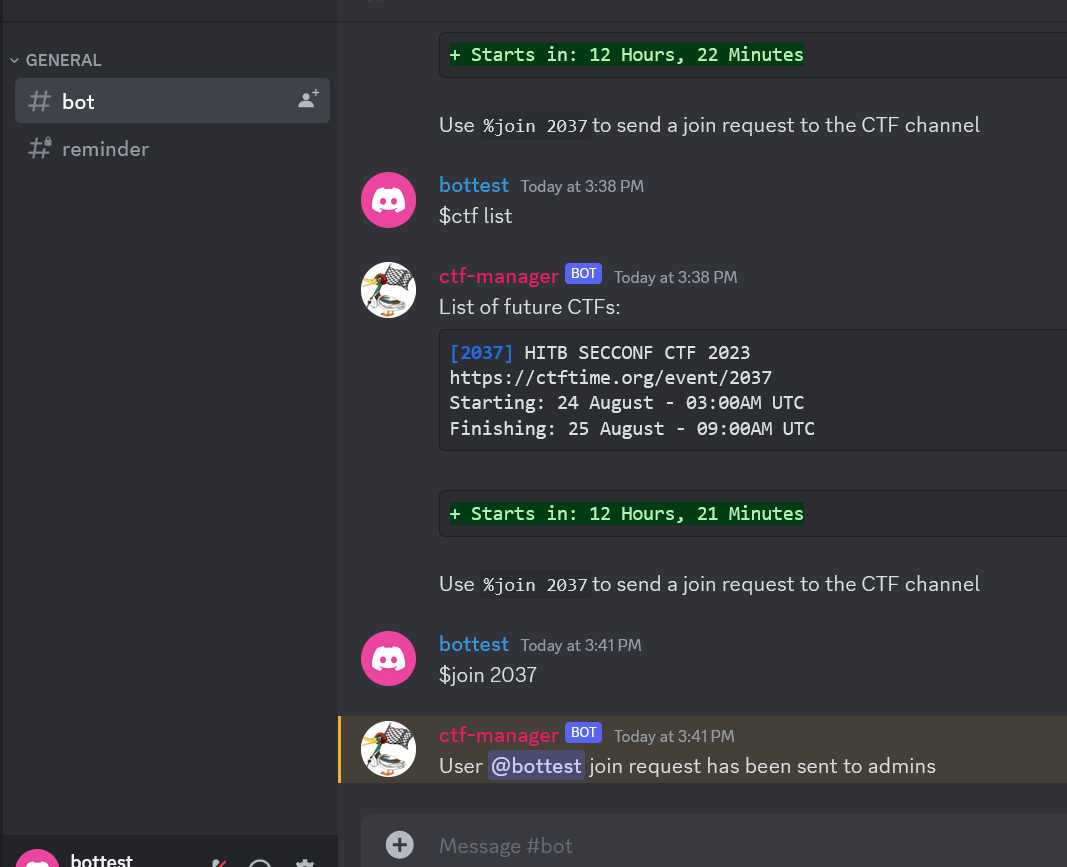 GENERAL
bot
reminder
+ Starts in: 12 Hours, 22 Minutes
Use %join 2037 to send a join request to the CTF channel
bottest Today at 3:38 PM
$ctf list
ctf-manager BOT Today at 3:38 PM
List of future CTFs:
[2037] HITB SECCONF CTF 2023
https://ctftime.org/event/2037
Starting: 24 August - 03:00AM UTC
Finishing: 25 August - 09:00AM UTC
+ Starts in: 12 Hours, 21 Minutes
Use %join 2037 to send a join request to the CTF channel
bottest Today at 3:41 PM
$join 2037
ctf-manager BOT Today at 3:41 PM
User @bottest join request has been sent to admins
Message #bot
bottest